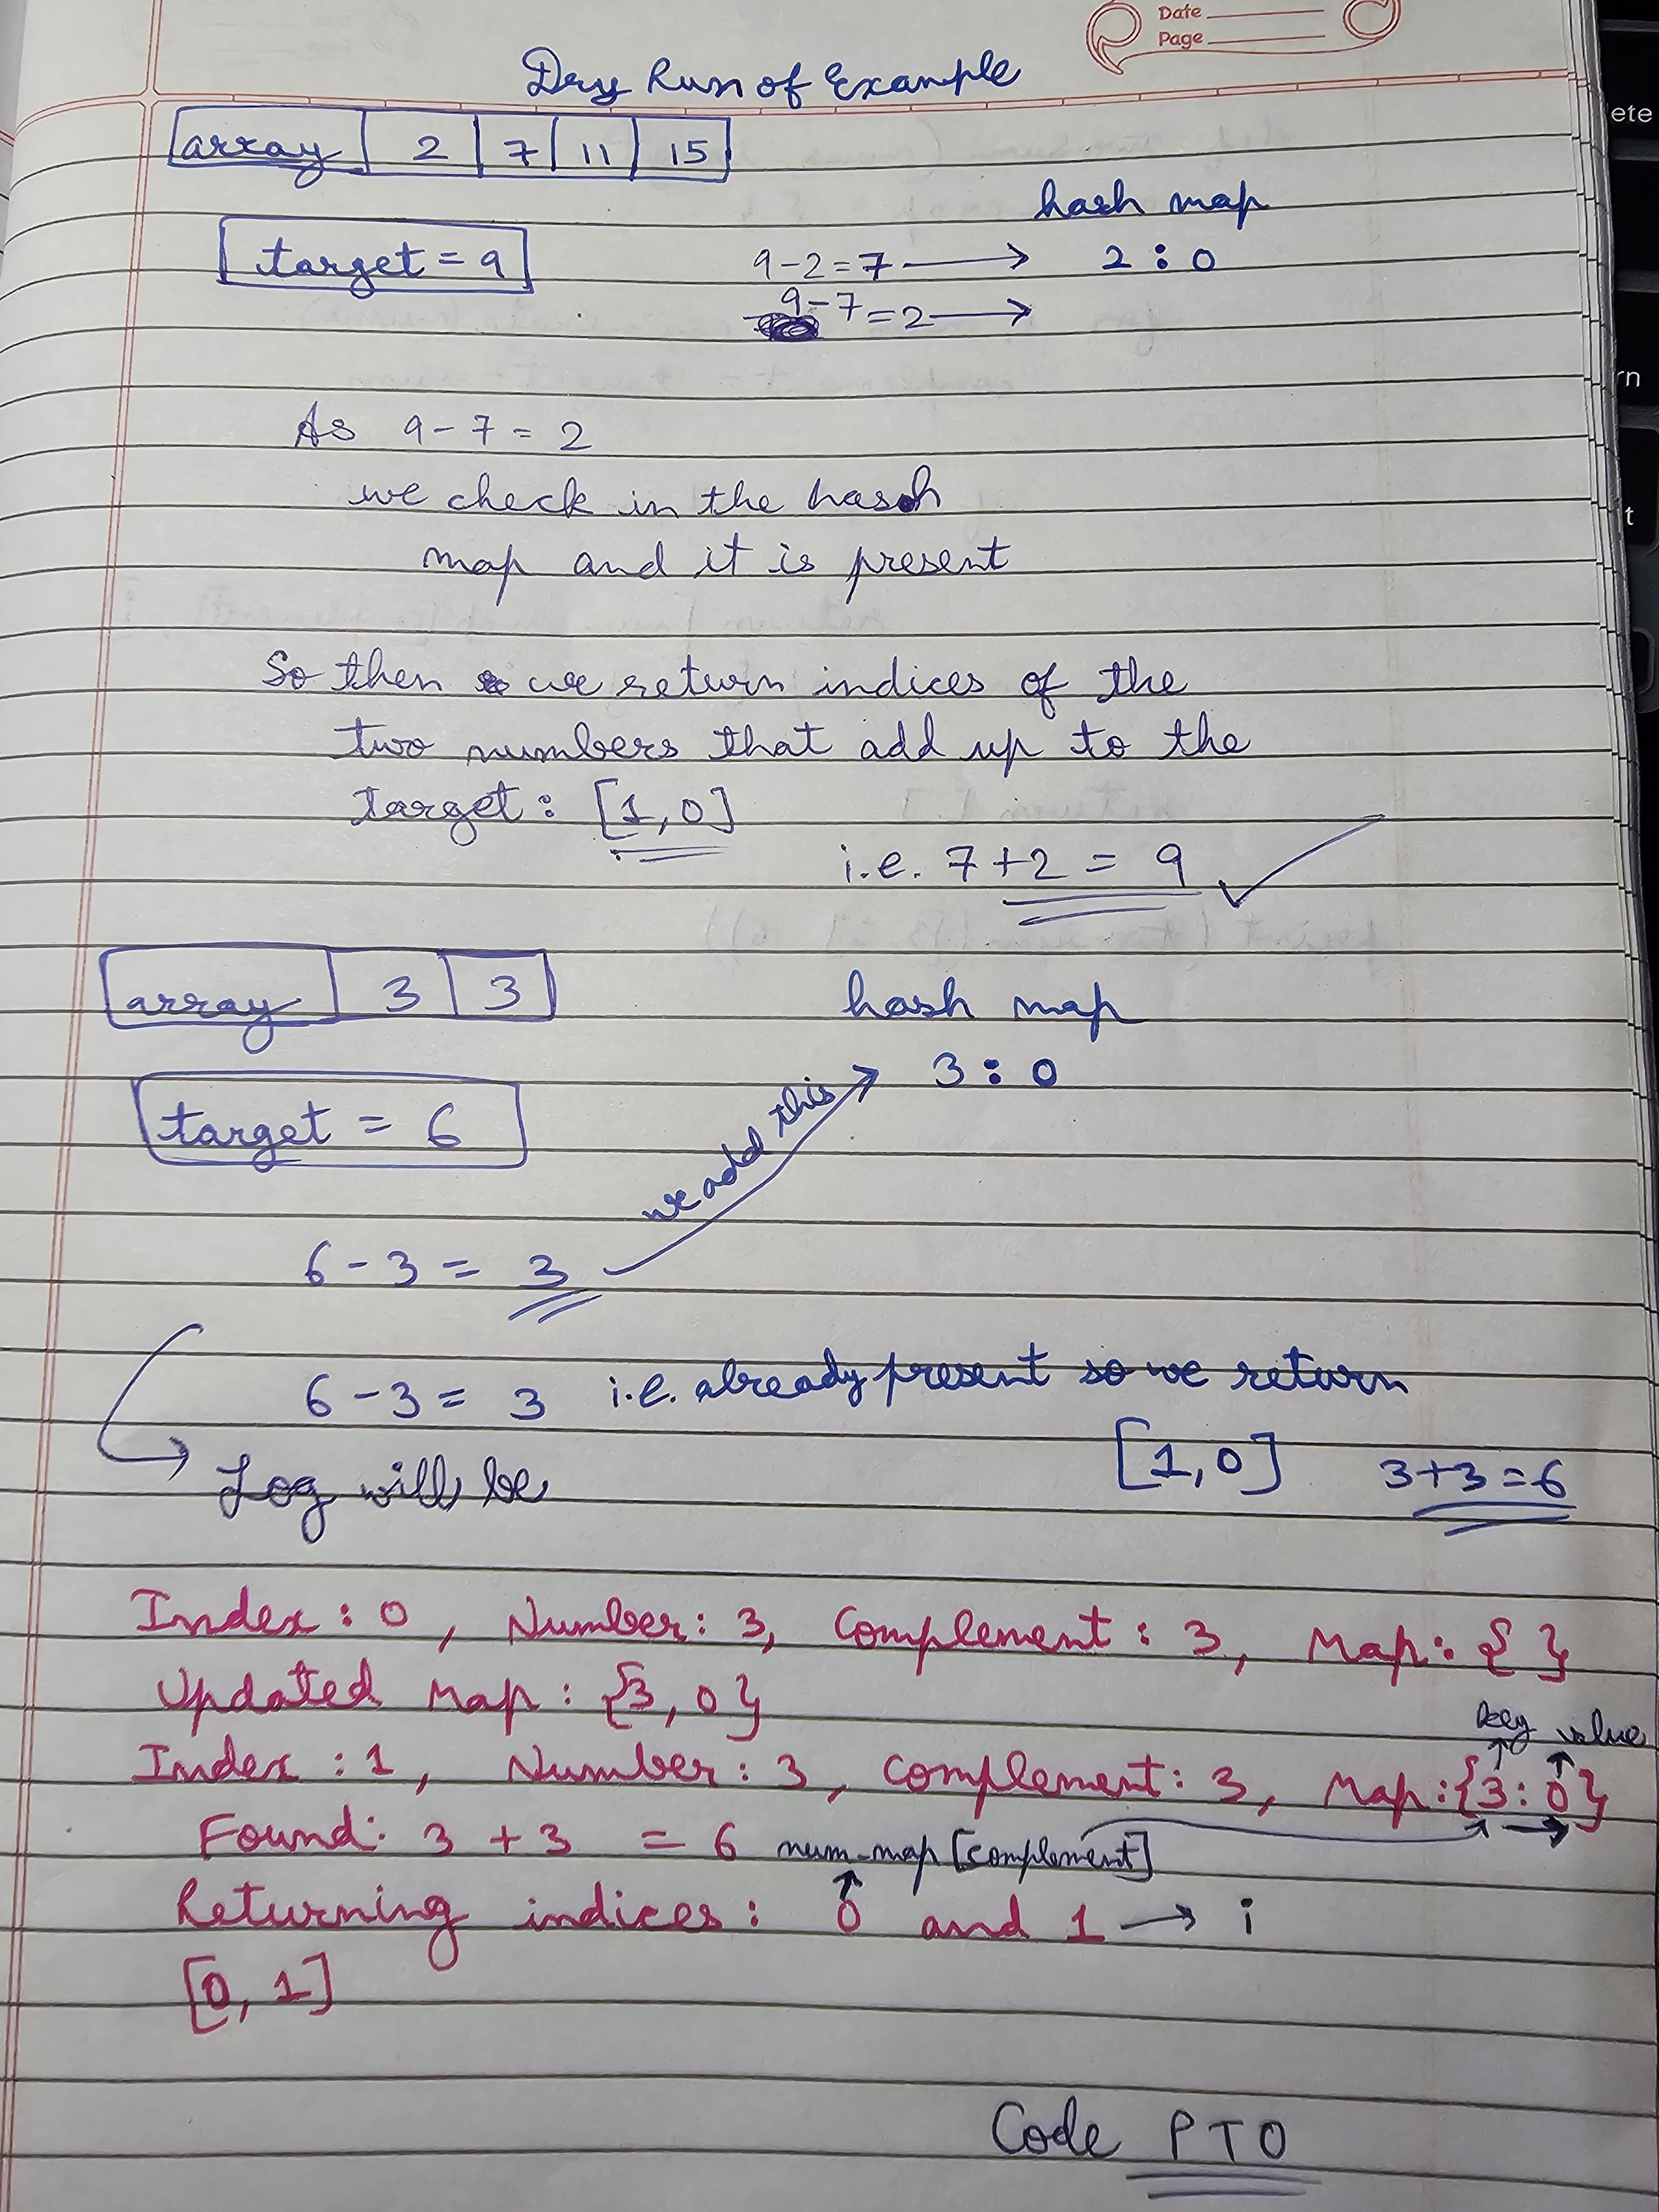 Date
Page
Dry Run of Example
array 2 7 11 15
hash map
target = 9
9-2=7 → 2 : 0
9-7=2 →
As 9-7=2
we check in the hash
map and it is present
So then we return indices of the
two numbers that add up to the
target: [1,0]
i.e. 7+2 = 9 ✓
array 3 3
hash map
3 : 0
target = 6
we add this
6-3 = 3
6-3 = 3 i.e. already present so we return
[1,0] 3+3=6
Log will be
Index : 0 , Number : 3, Complement : 3, Map : { }
Updated Map : {3, 0}
key value
Index : 1, Number : 3, Complement : 3, Map : {3 : 0}
Found: 3 + 3 = 6 num_map[complement]
Returning indices : 0 and 1 → i
[0, 1]
Code PTO
ete
rn
t